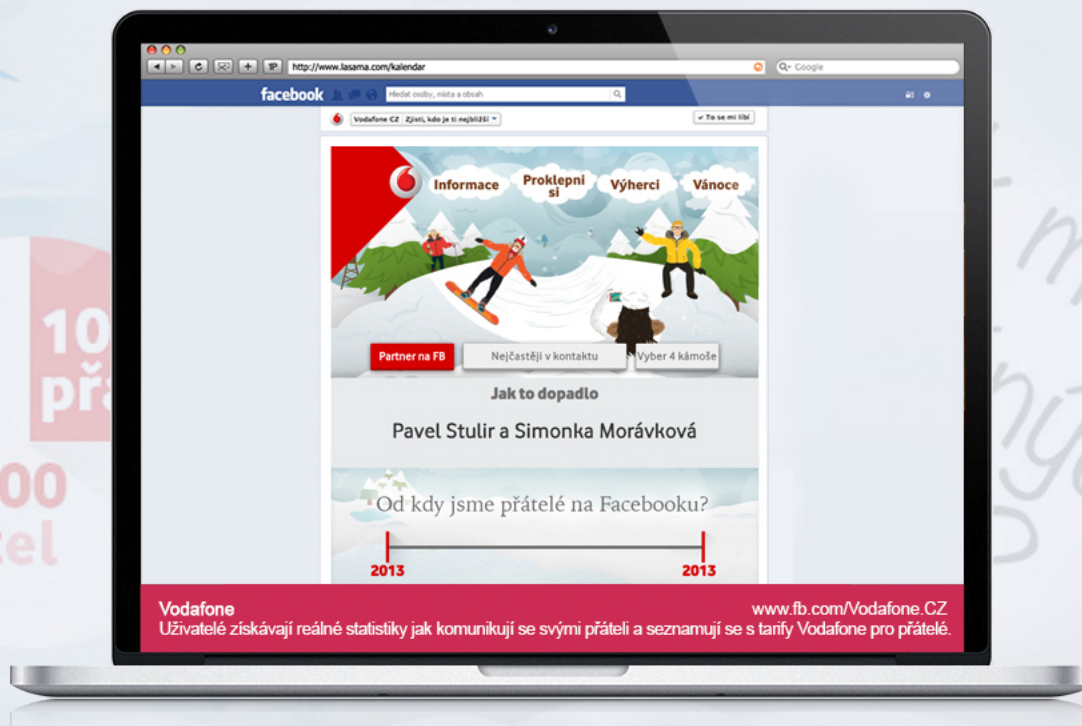 http://www.lasama.com/kalendar
Google
facebook
Hledat osoby, místa a obsah
Vodafone CZ
Zjisti, kdo je ti nejbližší
To se mi líbí
Informace
Proklepni si
Výherci
Vánoce
Partner na FB
Nejčastěji v kontaktu
Vyber 4 kámoše
Jak to dopadlo
Pavel Stulir a Simonka Morávková
Od kdy jsme přátelé na Facebooku?
2013
2013
Vodafone
www.fb.com/Vodafone.CZ
Uživatelé získávají reálné statistiky jak komunikují se svými přáteli a seznamují se s tarify Vodafone pro přátelé.